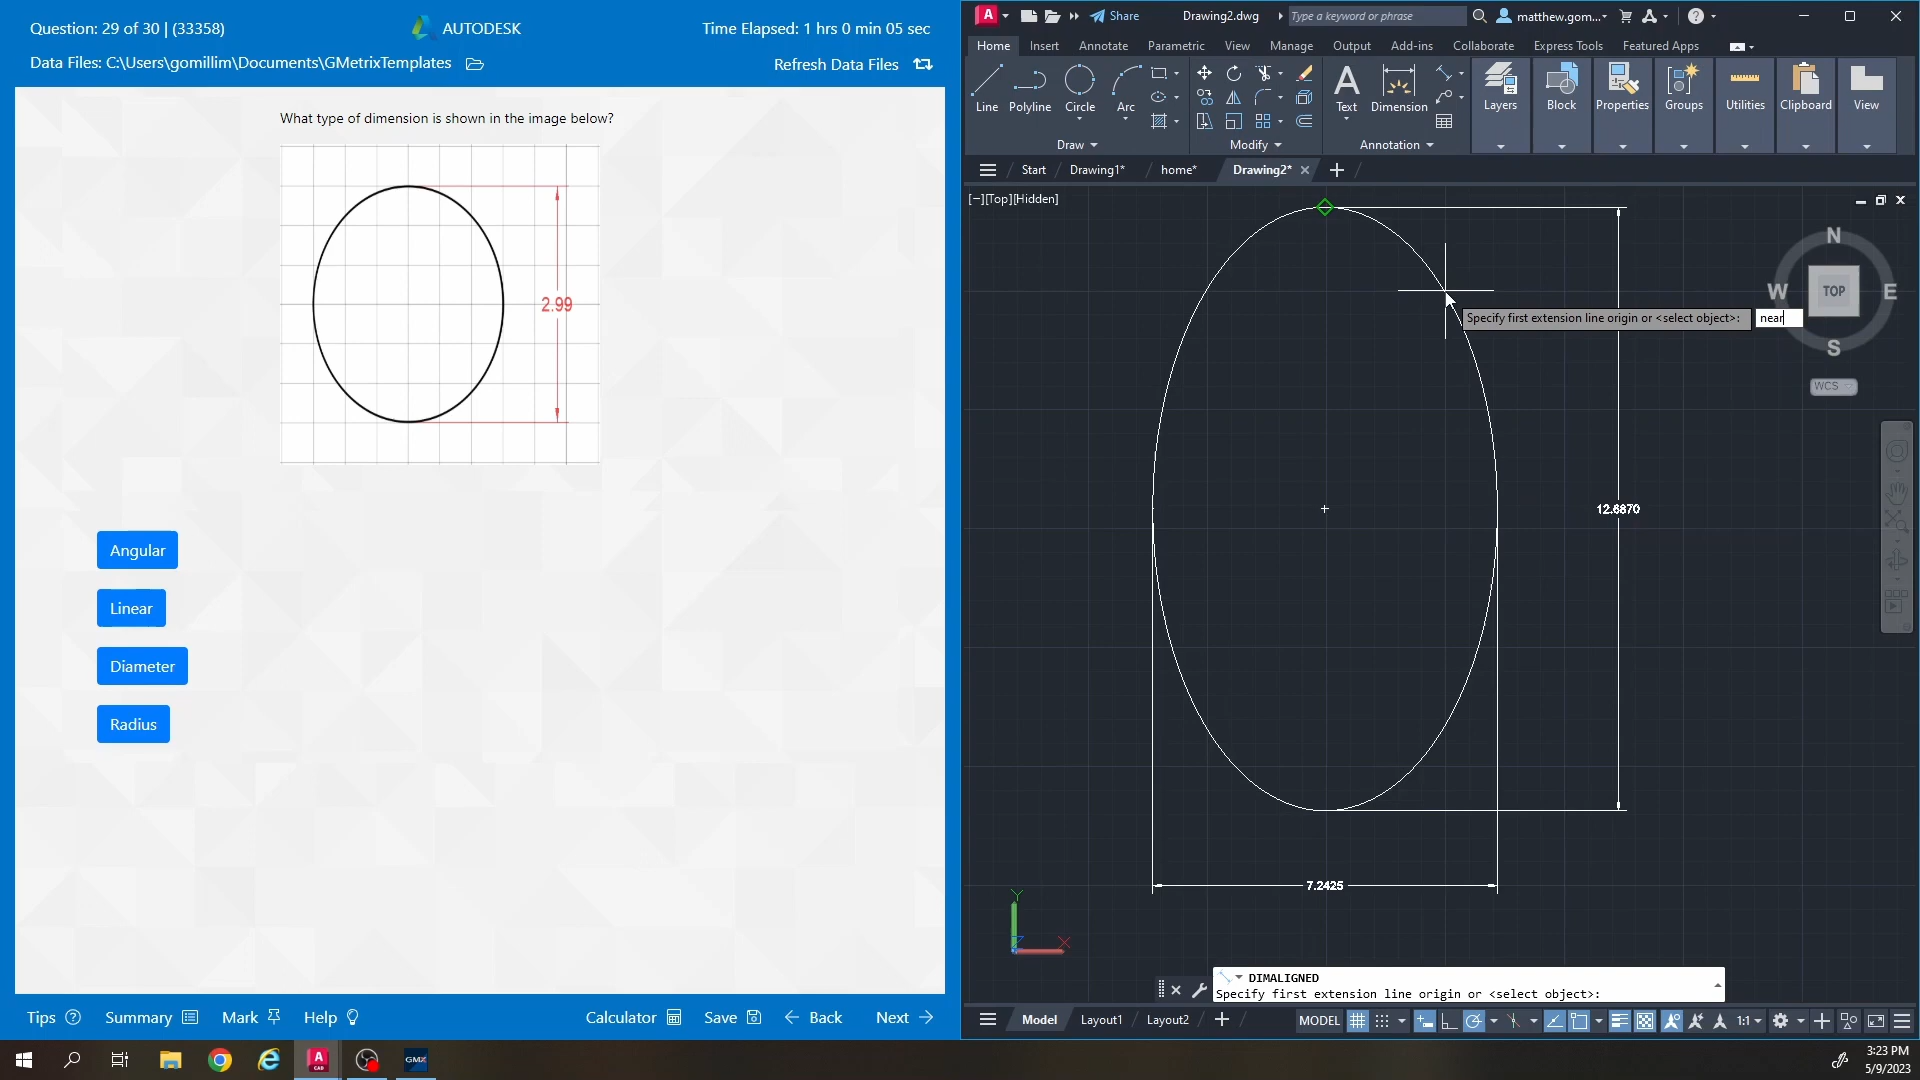 Question: 29 of 30 | (33358)
AUTODESK
Time Elapsed: 1 hrs 0 min 05 sec
Data Files: C:\Users\gomillim\Documents\GMetrixTemplates
Refresh Data Files
What type of dimension is shown in the image below?
2.99
Angular
Linear
Diameter
Radius
Tips
Summary
Mark
Help
Calculator
Save
Back
Next
A
Share
Drawing2.dwg
Type a keyword or phrase
matthew.gom...
Home Insert Annotate Parametric View Manage Output Add-ins Collaborate Express Tools Featured Apps
Line Polyline Circle Arc
Text Dimension
Layers Block Properties Groups Utilities Clipboard View
Draw Modify Annotation
Start Drawing1* home* Drawing2*
[−][Top][Hidden]
N
W TOP E
S
WCS
Specify first extension line origin or <select object>: near
12.6870
7.2425
Y
X
DIMALIGNED
Specify first extension line origin or <select object>:
Model Layout1 Layout2
MODEL 1:1
A CAD
GMX
3:23 PM
5/9/2023